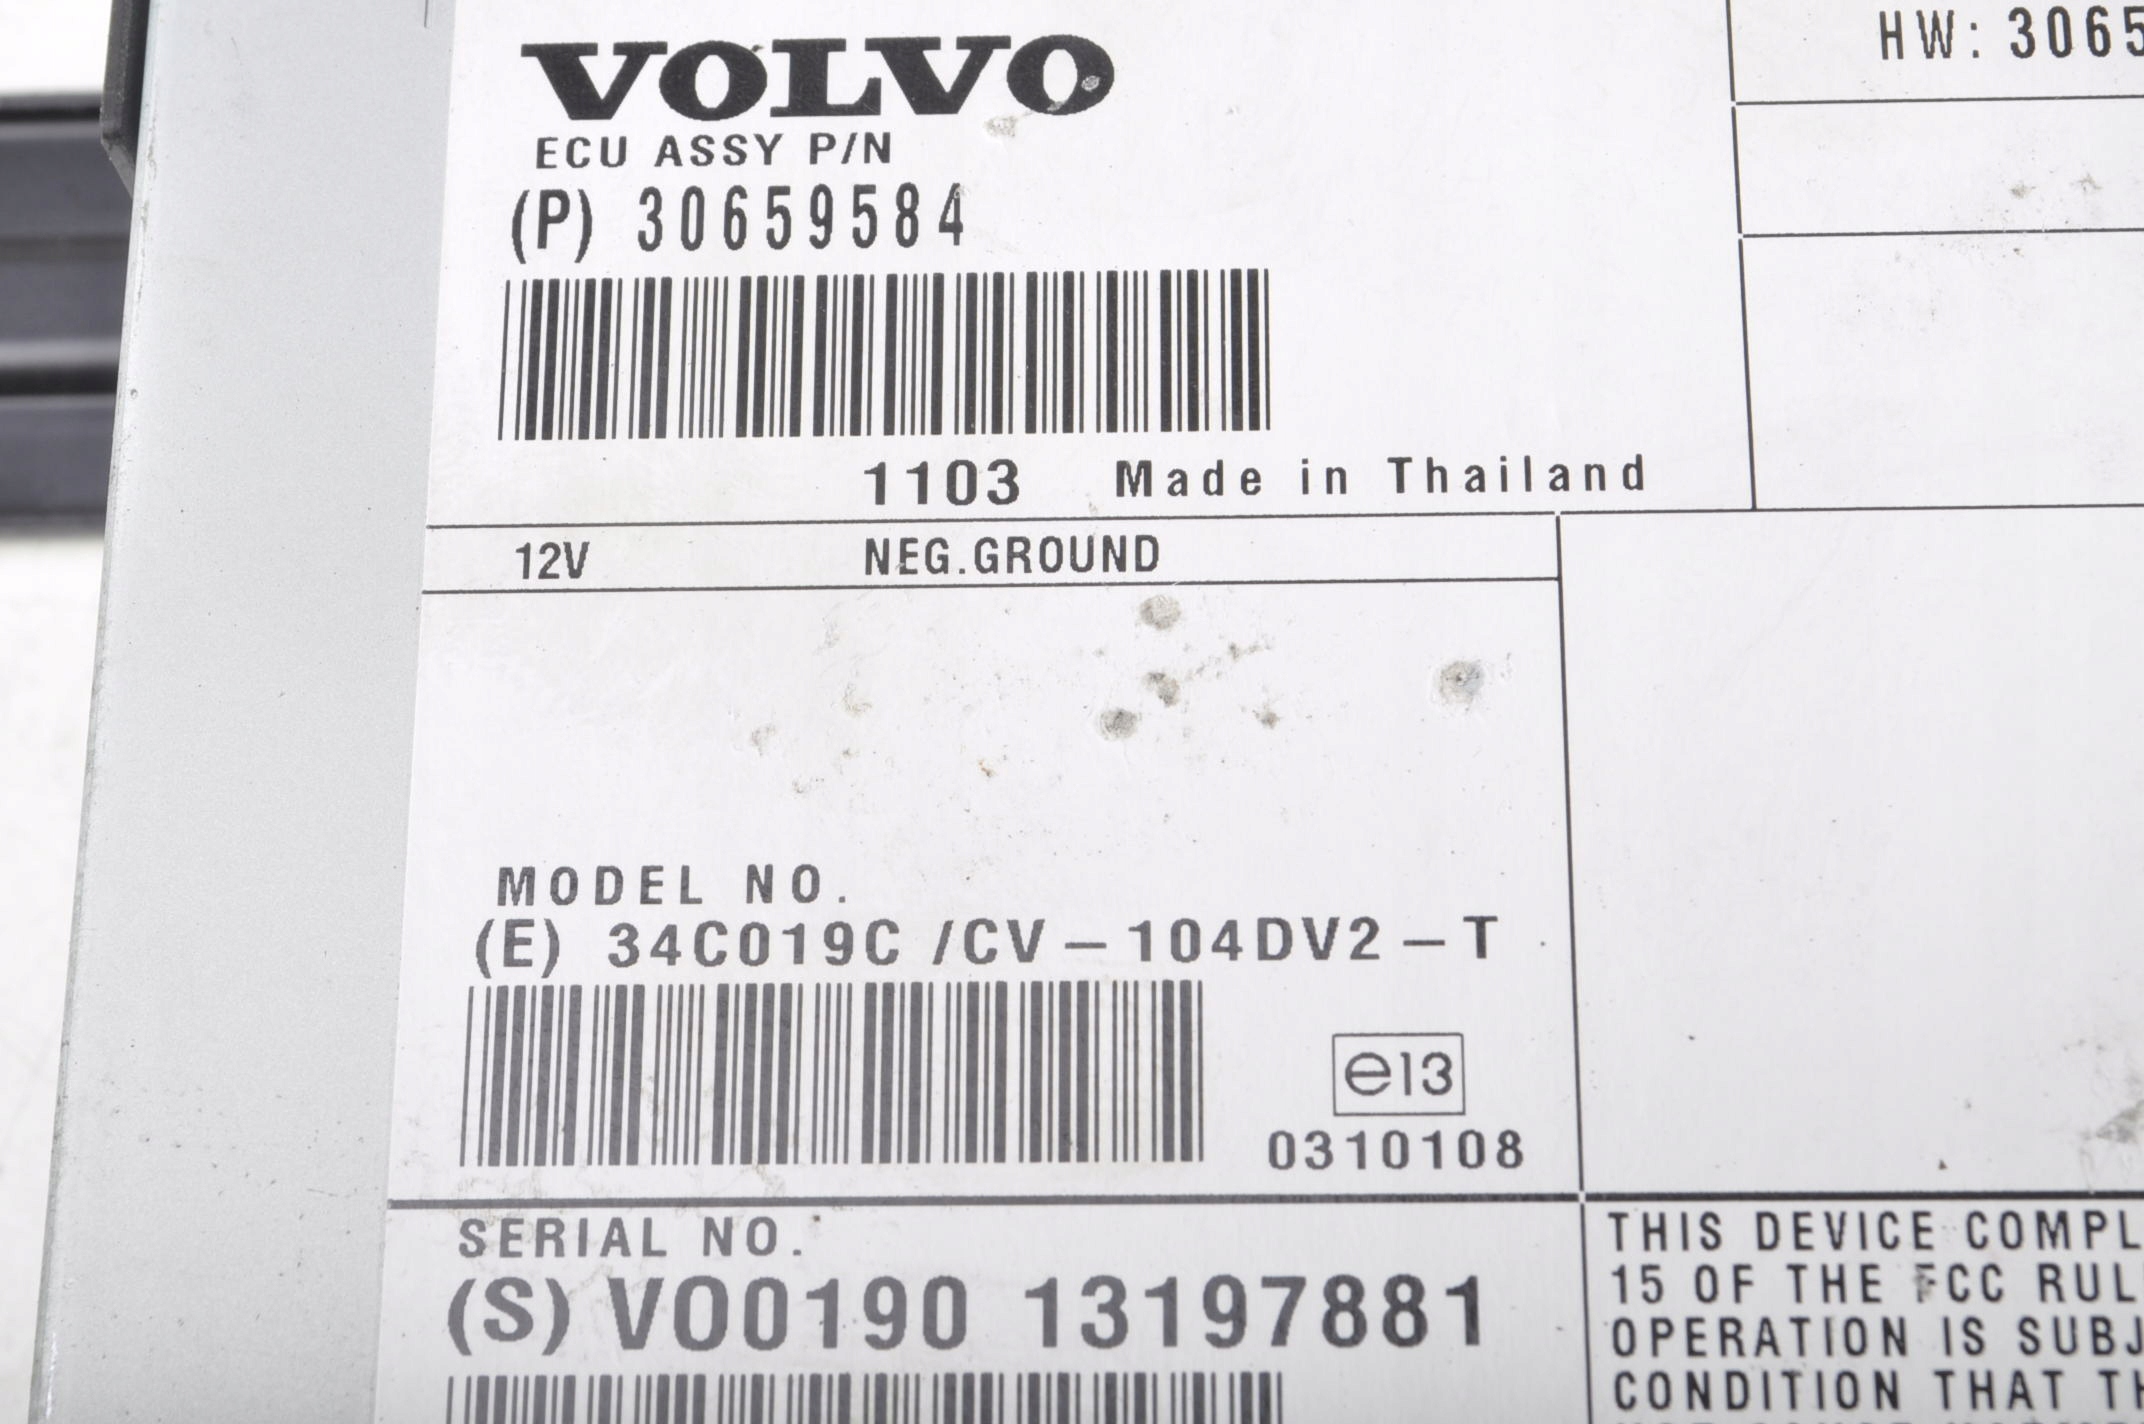 VOLVO
ECU ASSY P/N
(P) 30659584
1103 Made in Thailand
HW: 3065
12V NEG.GROUND
MODEL NO.
(E) 34C019C /CV-104DV2-T
e13
0310108
SERIAL NO.
(S) VO0190 13197881
THIS DEVICE COMPL
15 OF THE FCC RUL
OPERATION IS SUBJ
CONDITION THAT TH